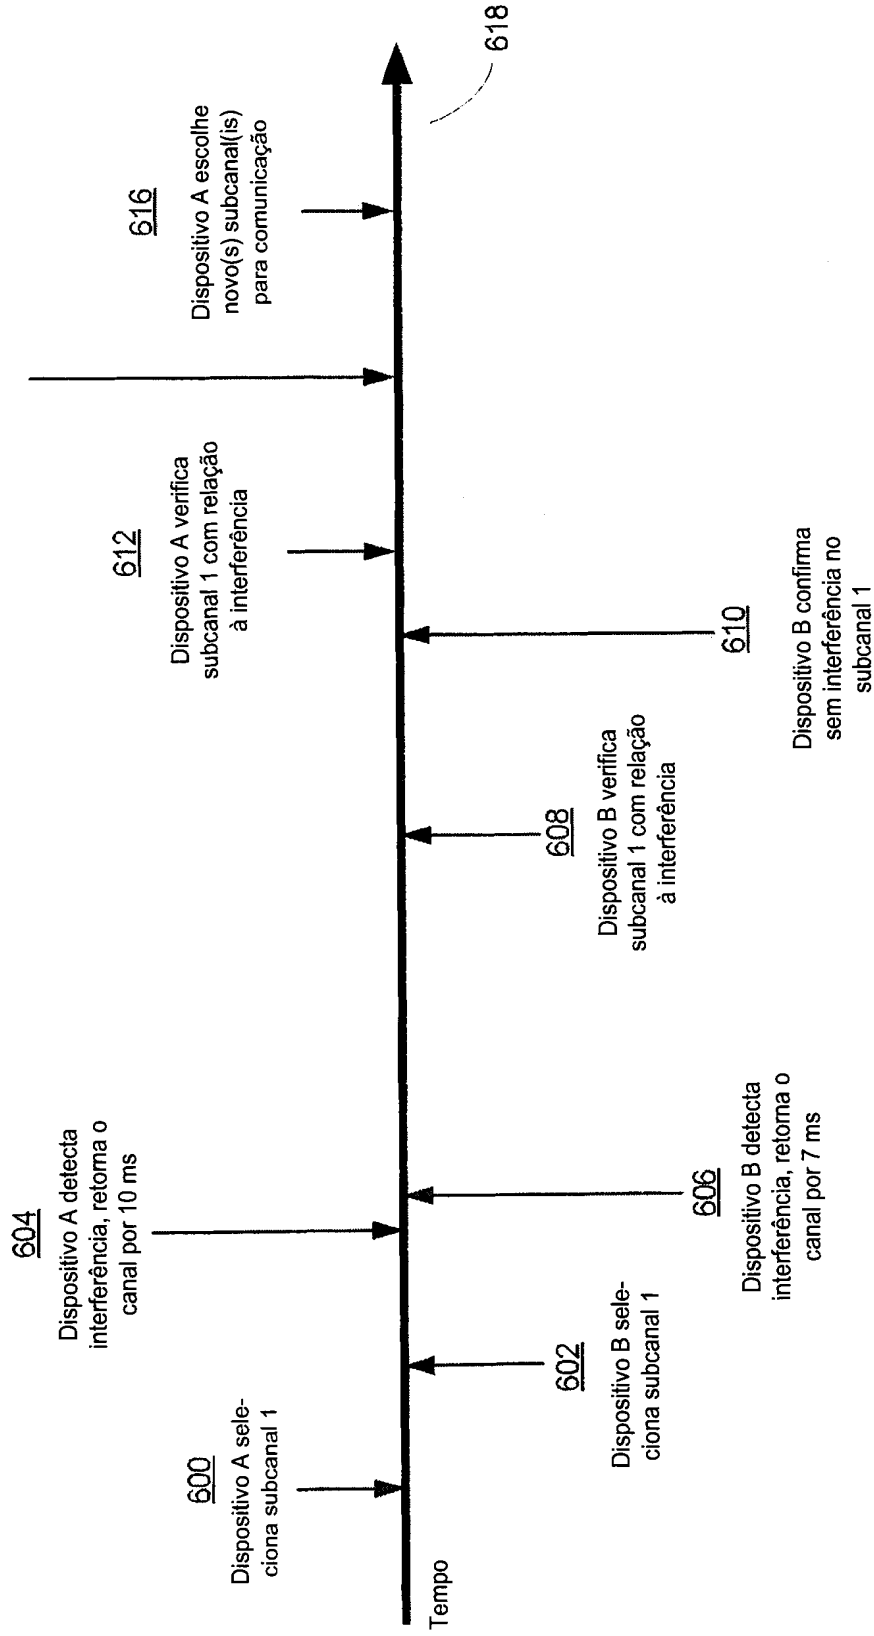 600
Dispositivo A sele-
ciona subcanal 1
602
Dispositivo B sele-
ciona subcanal 1
604
Dispositivo A detecta
interferência, retorna o
canal por 10 ms
606
Dispositivo B detecta
interferência, retorna o
canal por 7 ms
608
Dispositivo B verifica
subcanal 1 com relação
à interferência
610
Dispositivo B confirma
sem interferência no
subcanal 1
612
Dispositivo A verifica
subcanal 1 com relação
à interferência
616
Dispositivo A escolhe
novo(s) subcanal(is)
para comunicação
618
Tempo